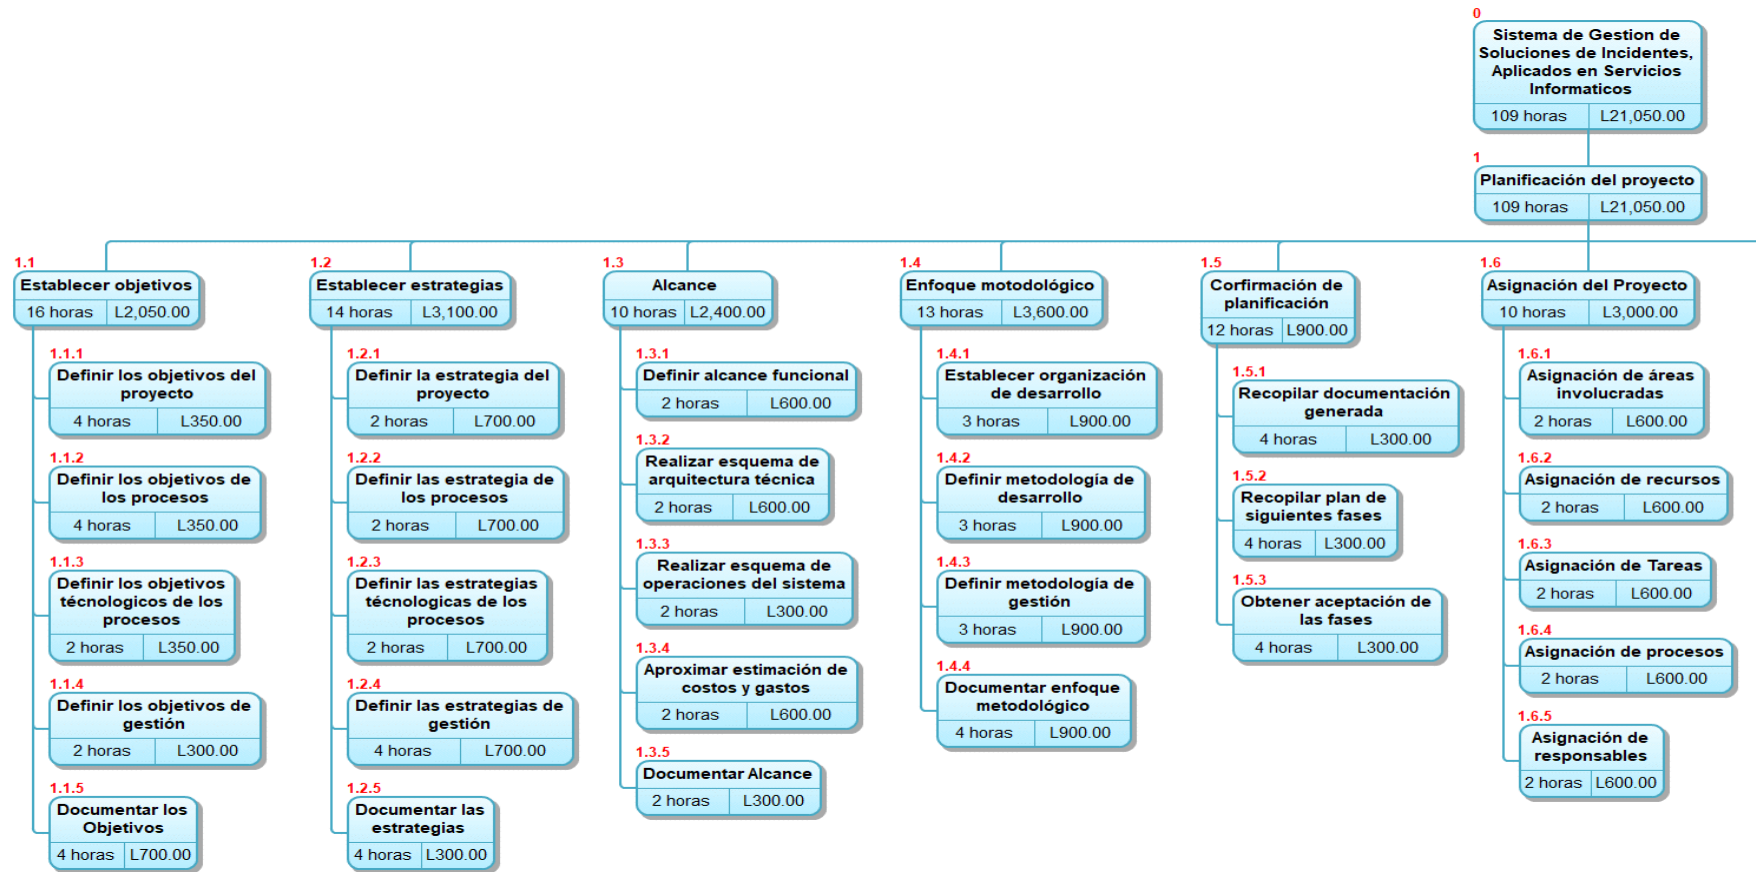 0
Sistema de Gestion de
Soluciones de Incidentes,
Aplicados en Servicios
Informaticos
109 horas L21,050.00
1
Planificación del proyecto
109 horas L21,050.00
1.1
Establecer objetivos
16 horas L2,050.00
1.1.1
Definir los objetivos del
proyecto
4 horas L350.00
1.1.2
Definir los objetivos de
los procesos
4 horas L350.00
1.1.3
Definir los objetivos
técnologicos de los
procesos
2 horas L350.00
1.1.4
Definir los objetivos de
gestión
2 horas L300.00
1.1.5
Documentar los
Objetivos
4 horas L700.00
1.2
Establecer estrategias
14 horas L3,100.00
1.2.1
Definir la estrategia del
proyecto
2 horas L700.00
1.2.2
Definir las estrategia de
los procesos
2 horas L700.00
1.2.3
Definir las estrategias
técnologicas de los
procesos
2 horas L700.00
1.2.4
Definir las estrategias de
gestión
4 horas L700.00
1.2.5
Documentar las
estrategias
4 horas L300.00
1.3
Alcance
10 horas L2,400.00
1.3.1
Definir alcance funcional
2 horas L600.00
1.3.2
Realizar esquema de
arquitectura técnica
2 horas L600.00
1.3.3
Realizar esquema de
operaciones del sistema
2 horas L300.00
1.3.4
Aproximar estimación de
costos y gastos
2 horas L600.00
1.3.5
Documentar Alcance
2 horas L300.00
1.4
Enfoque motodológico
13 horas L3,600.00
1.4.1
Establecer organización
de desarrollo
3 horas L900.00
1.4.2
Definir metodología de
desarrollo
3 horas L900.00
1.4.3
Definir metodología de
gestión
3 horas L900.00
1.4.4
Documentar enfoque
metodológico
4 horas L900.00
1.5
Corfirmación de
planificación
12 horas L900.00
1.5.1
Recopilar documentación
generada
4 horas L300.00
1.5.2
Recopilar plan de
siguientes fases
4 horas L300.00
1.5.3
Obtener aceptación de
las fases
4 horas L300.00
1.6
Asignación del Proyecto
10 horas L3,000.00
1.6.1
Asignación de áreas
involucradas
2 horas L600.00
1.6.2
Asignación de recursos
2 horas L600.00
1.6.3
Asignación de Tareas
2 horas L600.00
1.6.4
Asignación de procesos
2 horas L600.00
1.6.5
Asignación de
responsables
2 horas L600.00